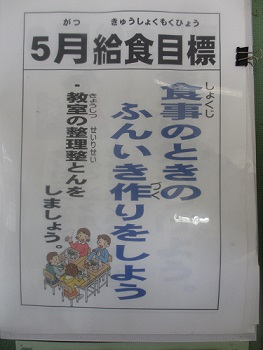 がつ きゅうしょくもくひょう
5月給食目標
しょくじ
食事のときの
づく
ふんいき作りをしよう
きょうしつ せいりせい
・教室の整理整とんを
しましょう。